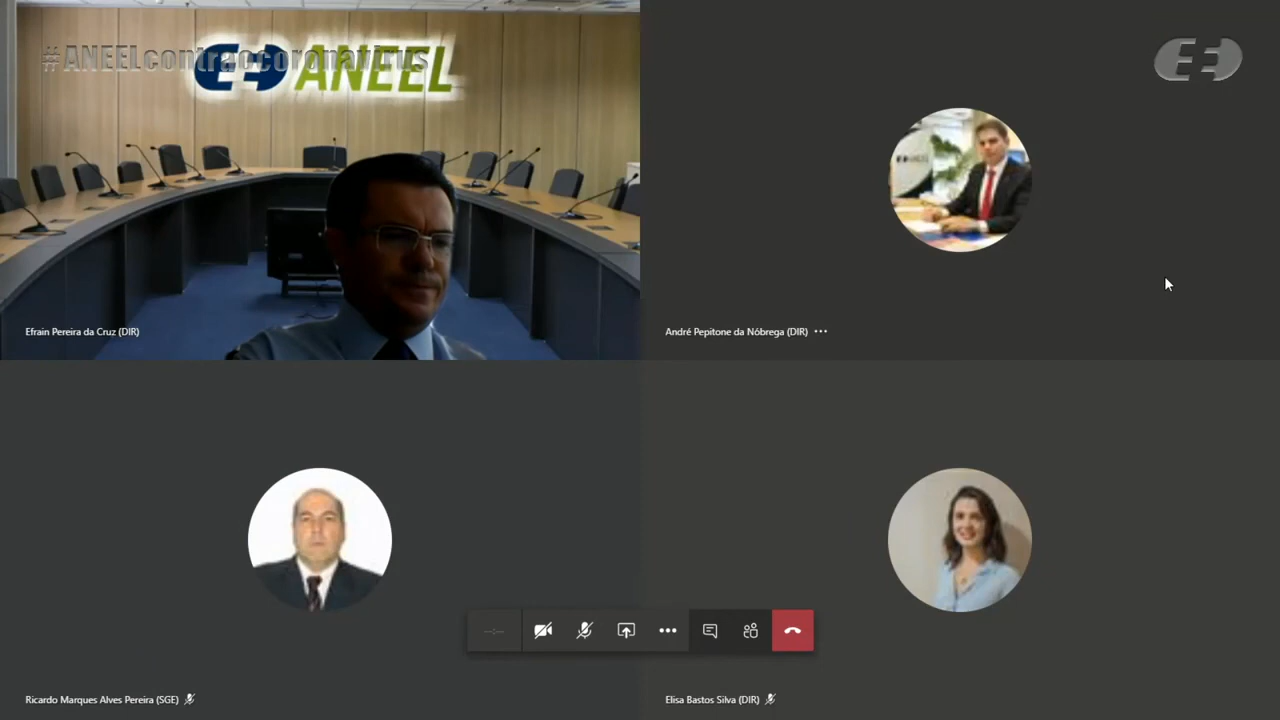 #ANEELcontraocoronavírus
ANEEL
Efrain Pereira da Cruz (DIR)
André Pepitone da Nóbrega (DIR)
Ricardo Marques Alves Pereira (SGE)
Elisa Bastos Silva (DIR)